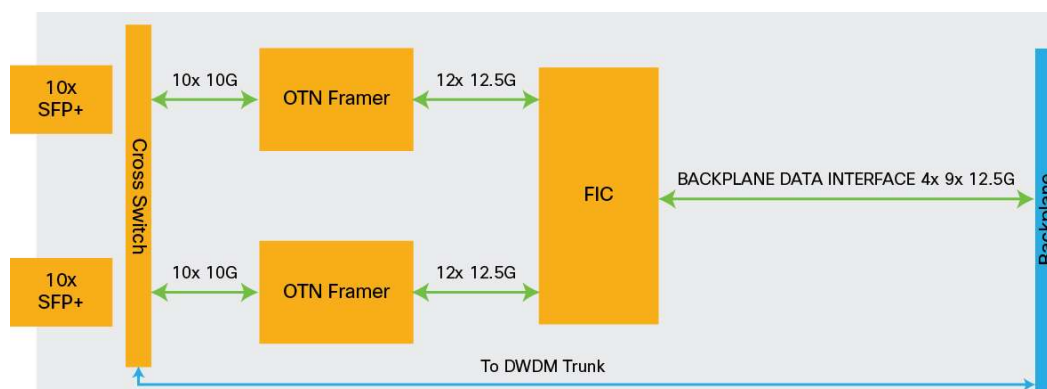 10x
SFP+
Cross Switch
10x 10G
OTN Framer
12x 12.5G
FIC
BACKPLANE DATA INTERFACE 4x 9x 12.5G
Backplane
10x
SFP+
10x 10G
OTN Framer
12x 12.5G
To DWDM Trunk